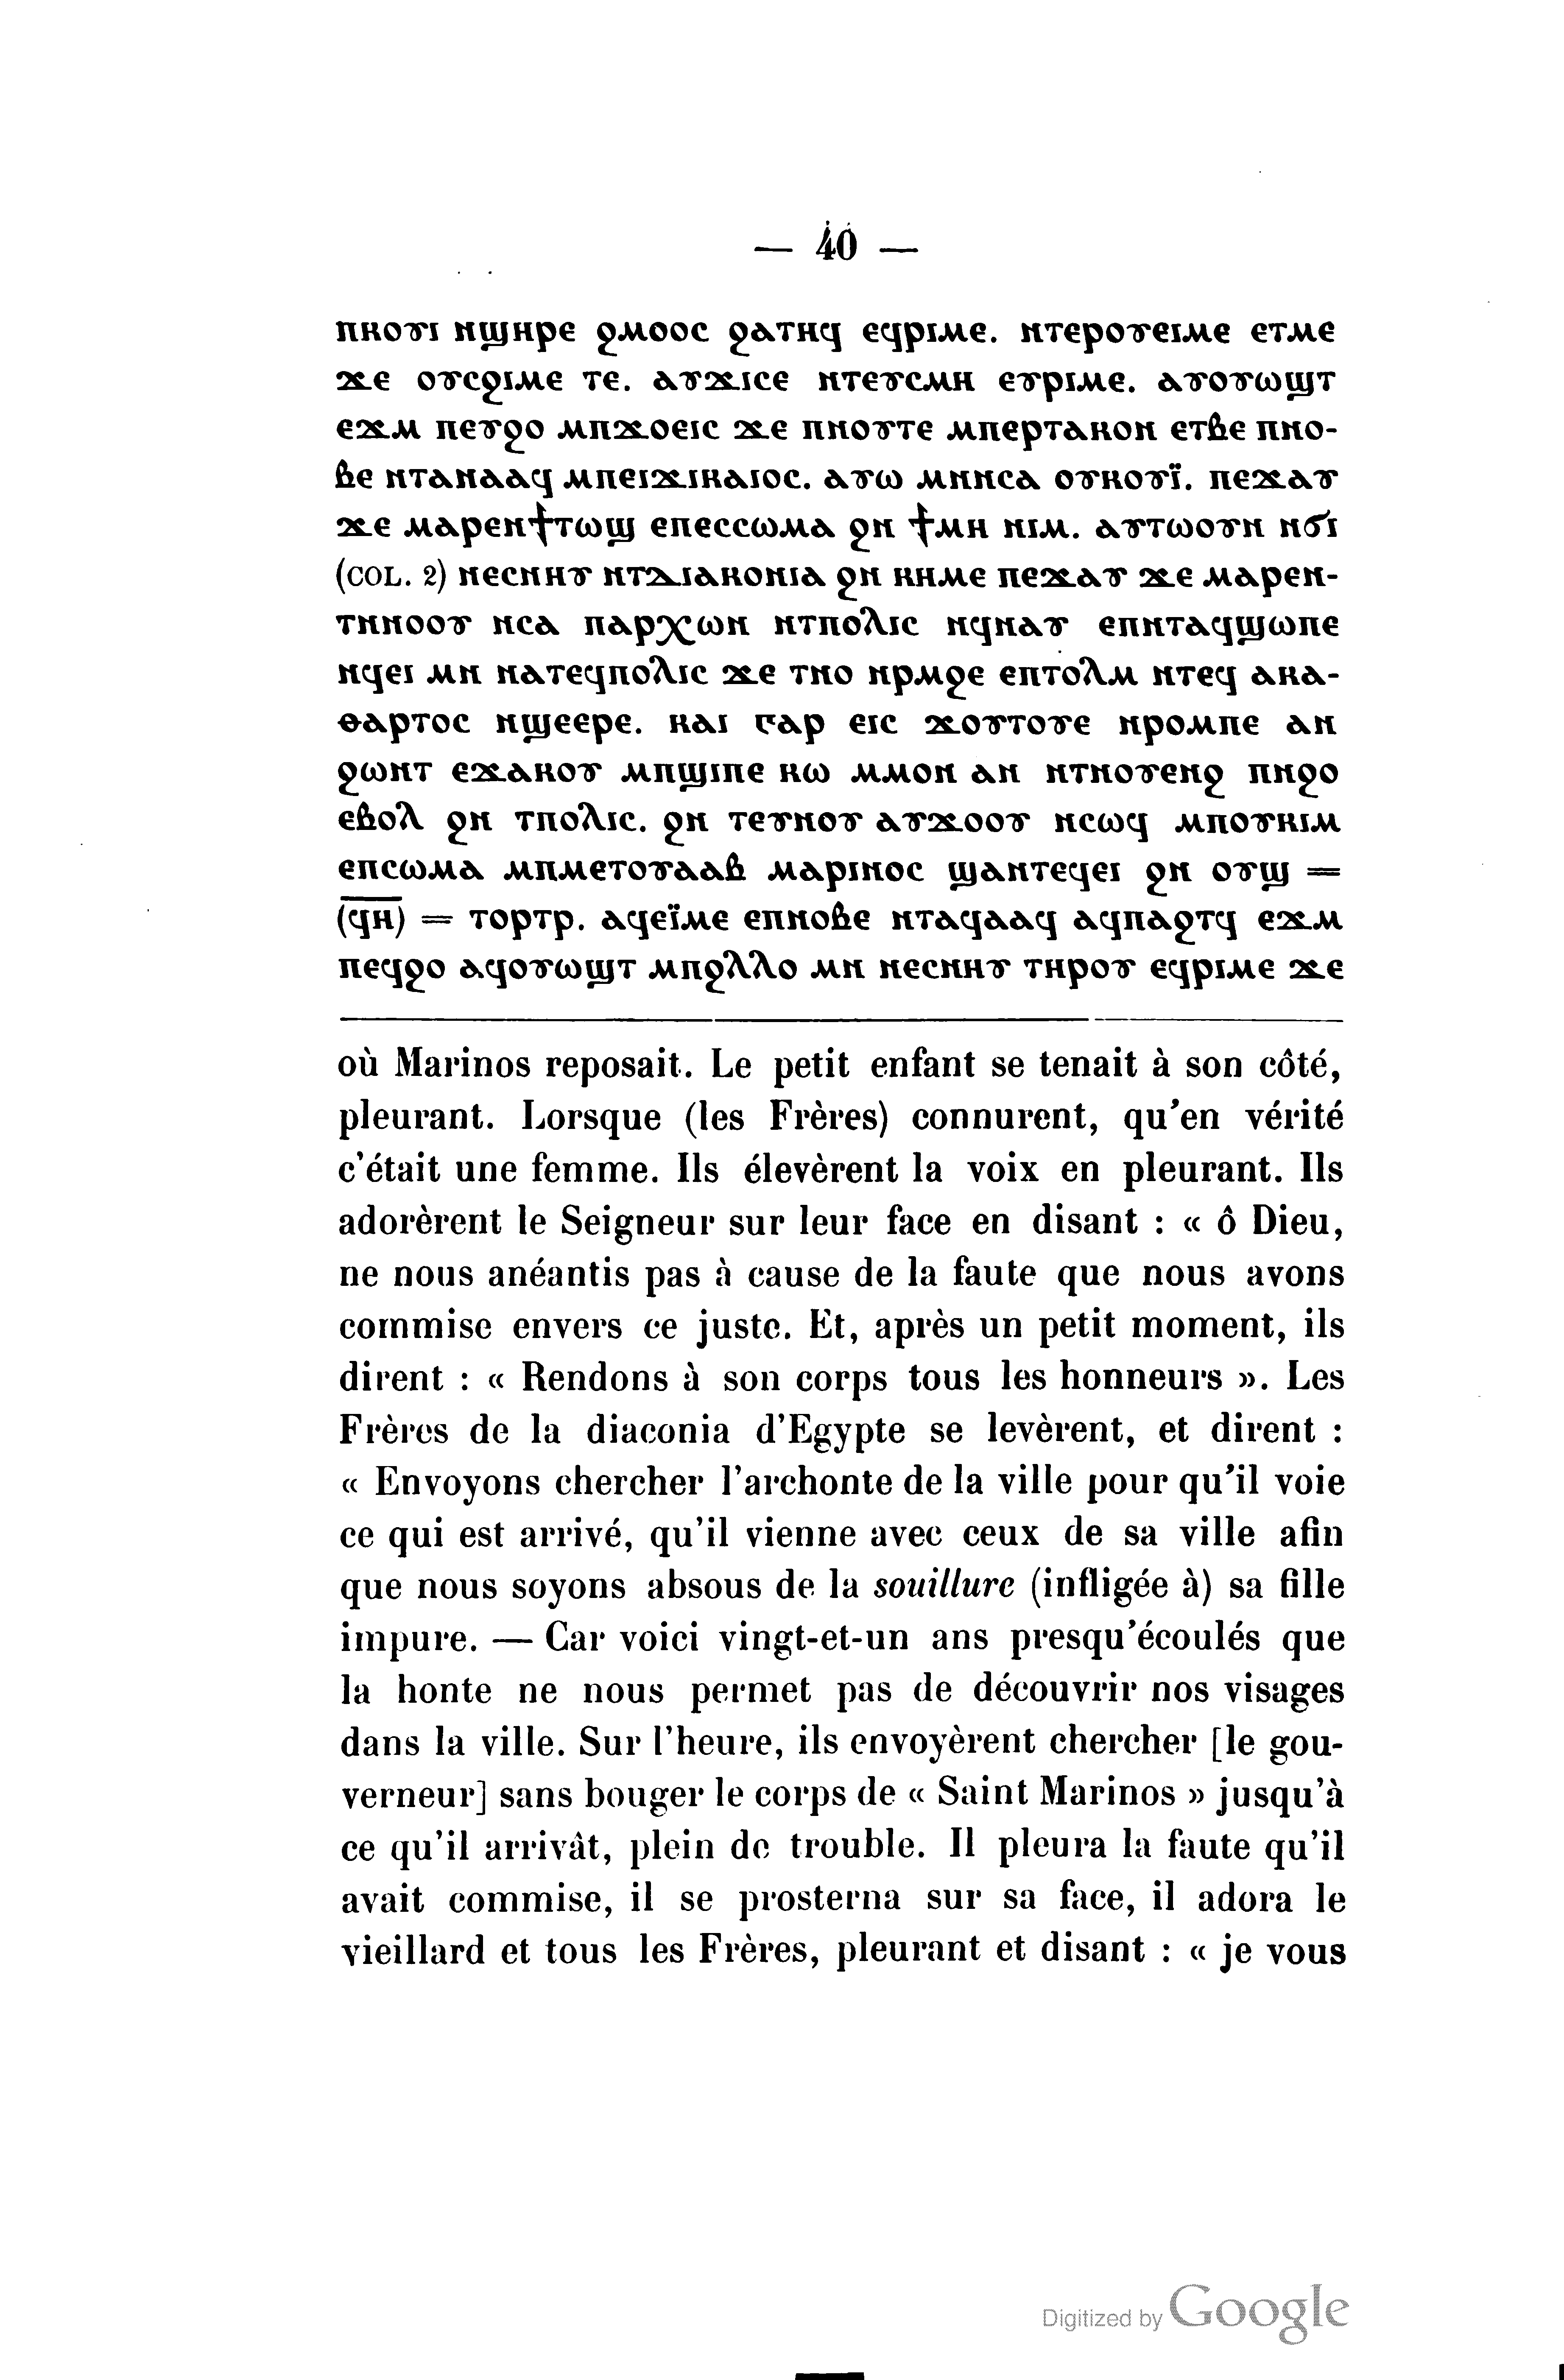 — 40 —
ⲡⲕⲟⲩⲓ ⲛϣⲏⲣⲉ ϩⲙⲟⲟⲥ ϩⲁⲧⲏϥ ⲉϥⲣⲓⲙⲉ. ⲛⲧⲉⲣⲟⲩⲉⲓⲙⲉ ⲉⲧⲙⲉ
ϫⲉ ⲟⲩⲥϩⲓⲙⲉ ⲧⲉ. ⲁⲩϫⲓⲥⲉ ⲛⲧⲉⲩⲥⲙⲏ ⲉⲩⲣⲓⲙⲉ. ⲁⲩⲟⲩⲱϣⲧ
ⲉϫⲙ ⲡⲉⲩϩⲟ ⲙⲡϫⲟⲉⲓⲥ ϫⲉ ⲡⲛⲟⲩⲧⲉ ⲙⲡⲉⲣⲧⲁⲕⲟⲛ ⲉⲧⲃⲉ ⲡⲛⲟ-
ⲃⲉ ⲛⲧⲁⲛⲁⲁϥ ⲙⲡⲉⲓϫⲓⲕⲁⲓⲟⲥ. ⲁⲩⲱ ⲙⲛⲛⲥⲁ ⲟⲩⲕⲟⲩⲓ̈. ⲡⲉϫⲁⲩ
ϫⲉ ⲙⲁⲣⲉⲛϯⲧⲱϣ ⲉⲡⲉⲥⲥⲱⲙⲁ ϩⲛ ϯⲙⲏ ⲛⲓⲙ. ⲁⲩⲧⲱⲟⲩⲛ ⲛϭⲓ
(COL. 2) ⲛⲉⲥⲛⲏⲩ ⲛⲧⲇⲓⲁⲕⲟⲛⲓⲁ ϩⲛ ⲕⲏⲙⲉ ⲡⲉϫⲁⲩ ϫⲉ ⲙⲁⲣⲉⲛ-
ⲧⲛⲛⲟⲟⲩ ⲛⲥⲁ ⲡⲁⲣⲭⲱⲛ ⲛⲧⲡⲟⲗⲓⲥ ⲛϥⲛⲁⲩ ⲉⲡⲛⲧⲁϥϣⲱⲡⲉ
ⲛϥⲉⲓ ⲙⲛ ⲛⲁⲧⲉϥⲡⲟⲗⲓⲥ ϫⲉ ⲧⲛⲟ ⲛⲣⲙϩⲉ ⲉⲡⲧⲟⲗⲙ ⲛⲧⲉϥ ⲁⲕⲁ-
ⲑⲁⲣⲧⲟⲥ ⲛϣⲉⲉⲣⲉ. ⲕⲁⲓ ⲅⲁⲣ ⲉⲓⲥ ϫⲟⲩⲧⲟⲩⲉ ⲛⲣⲟⲙⲡⲉ ⲁⲛ
ϩⲱⲛⲧ ⲉϫⲁⲕⲟⲩ ⲙⲡϣⲓⲡⲉ ⲕⲱ ⲙⲙⲟⲛ ⲁⲛ ⲛⲧⲛⲟⲩⲉⲛϩ ⲡⲛϩⲟ
ⲉⲃⲟⲗ ϩⲛ ⲧⲡⲟⲗⲓⲥ. ϩⲛ ⲧⲉⲩⲛⲟⲩ ⲁⲩϫⲟⲟⲩ ⲛⲥⲱϥ ⲙⲡⲟⲩⲕⲓⲙ
ⲉⲡⲥⲱⲙⲁ ⲙⲡⲙⲉⲧⲟⲩⲁⲁⲃ ⲙⲁⲣⲓⲛⲟⲥ ϣⲁⲛⲧⲉϥⲉⲓ ϩⲛ ⲟⲩϣ =
(ϥ̅ⲏ̅) = ⲧⲟⲣⲧⲣ. ⲁϥⲉⲓ̈ⲙⲉ ⲉⲡⲛⲟⲃⲉ ⲛⲧⲁϥⲁⲁϥ ⲁϥⲡⲁϩⲧϥ ⲉϫⲙ
ⲡⲉϥϩⲟ ⲁϥⲟⲩⲱϣⲧ ⲙⲡϩⲗⲗⲟ ⲙⲛ ⲛⲉⲥⲛⲏⲩ ⲧⲏⲣⲟⲩ ⲉϥⲣⲓⲙⲉ ϫⲉ
où Marinos reposait. Le petit enfant se tenait à son côté,
pleurant. Lorsque (les Frères) connurent, qu'en vérité
c'était une femme. Ils élevèrent la voix en pleurant. Ils
adorèrent le Seigneur sur leur face en disant : « ô Dieu,
ne nous anéantis pas à cause de la faute que nous avons
commise envers ce juste. Et, après un petit moment, ils
dirent : « Rendons à son corps tous les honneurs ». Les
Frères de la diaconia d'Egypte se levèrent, et dirent :
« Envoyons chercher l'archonte de la ville pour qu'il voie
ce qui est arrivé, qu'il vienne avec ceux de sa ville afin
que nous soyons absous de la souillure (infligée à) sa fille
impure. — Car voici vingt-et-un ans presqu'écoulés que
la honte ne nous permet pas de découvrir nos visages
dans la ville. Sur l'heure, ils envoyèrent chercher [le gou-
verneur] sans bouger le corps de « Saint Marinos » jusqu'à
ce qu'il arrivât, plein de trouble. Il pleura la faute qu'il
avait commise, il se prosterna sur sa face, il adora le
vieillard et tous les Frères, pleurant et disant : « je vous
Digitized by Google